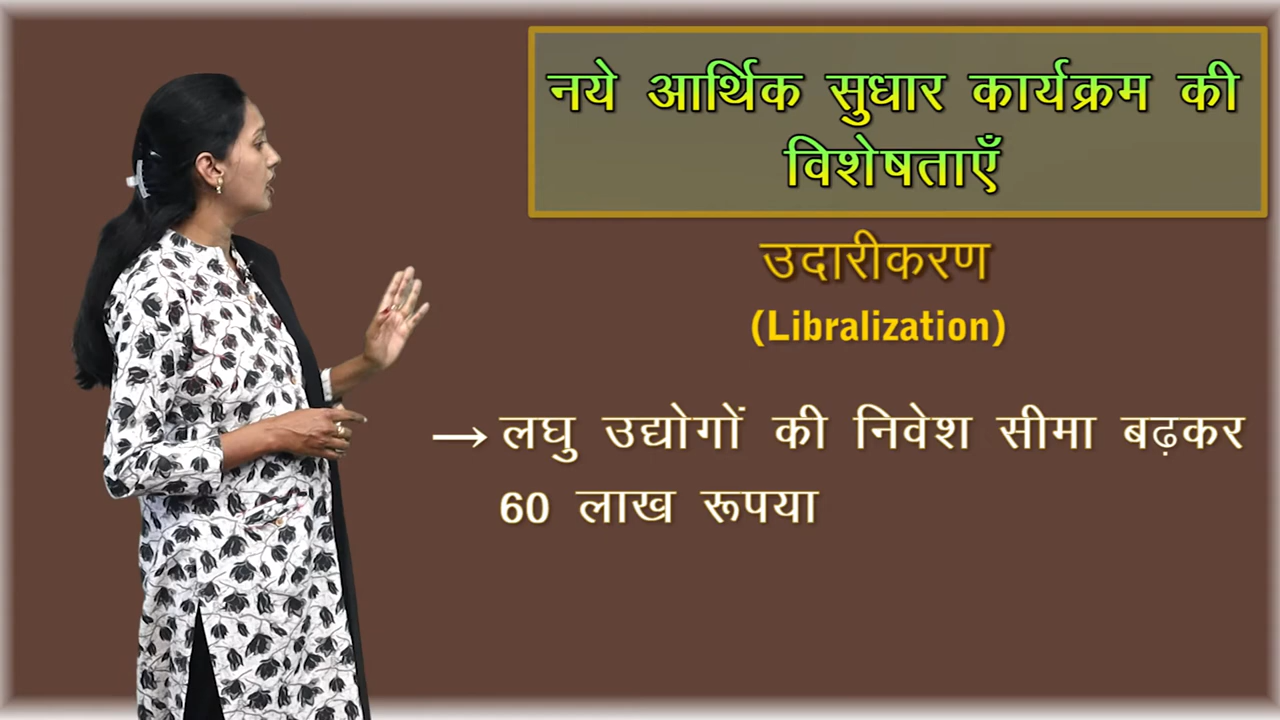 नये आर्थिक सुधार कार्यक्रम की
विशेषताएँ
उदारीकरण
(Libralization)
→ लघु उद्योगों की निवेश सीमा बढ़कर
60 लाख रूपया